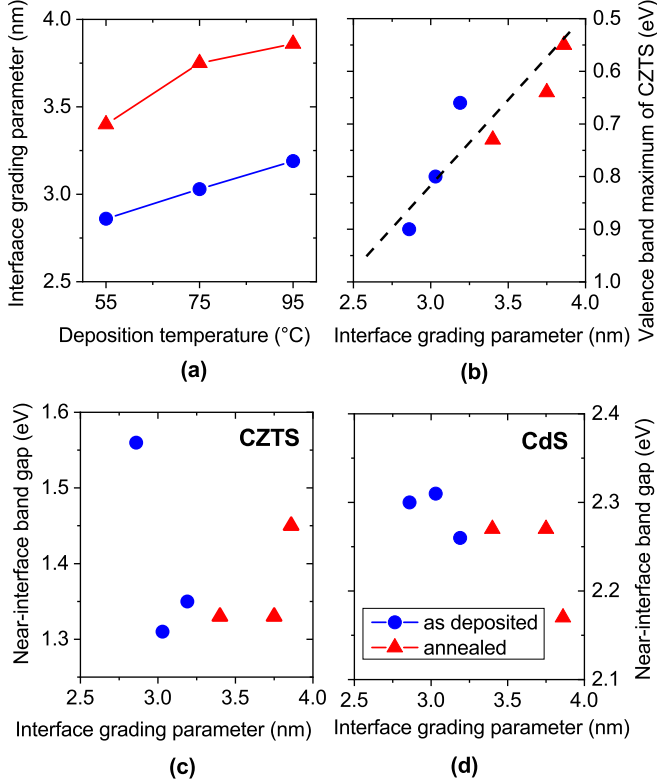 4.0
3.5
3.0
2.5
55
75
95
Interfaace grading parameter (nm)
Deposition temperature (°C)
(a)
0.5
0.6
0.7
0.8
0.9
1.0
2.5
3.0
3.5
4.0
Valence band maximum of CZTS (eV)
Interface grading parameter (nm)
(b)
1.6
1.5
1.4
1.3
2.5
3.0
3.5
4.0
CZTS
Near-interface band gap (eV)
Interface grading parameter (nm)
(c)
2.4
2.3
2.2
2.1
2.5
3.0
3.5
4.0
CdS
as deposited
annealed
Near-interface band gap (eV)
Interface grading parameter (nm)
(d)